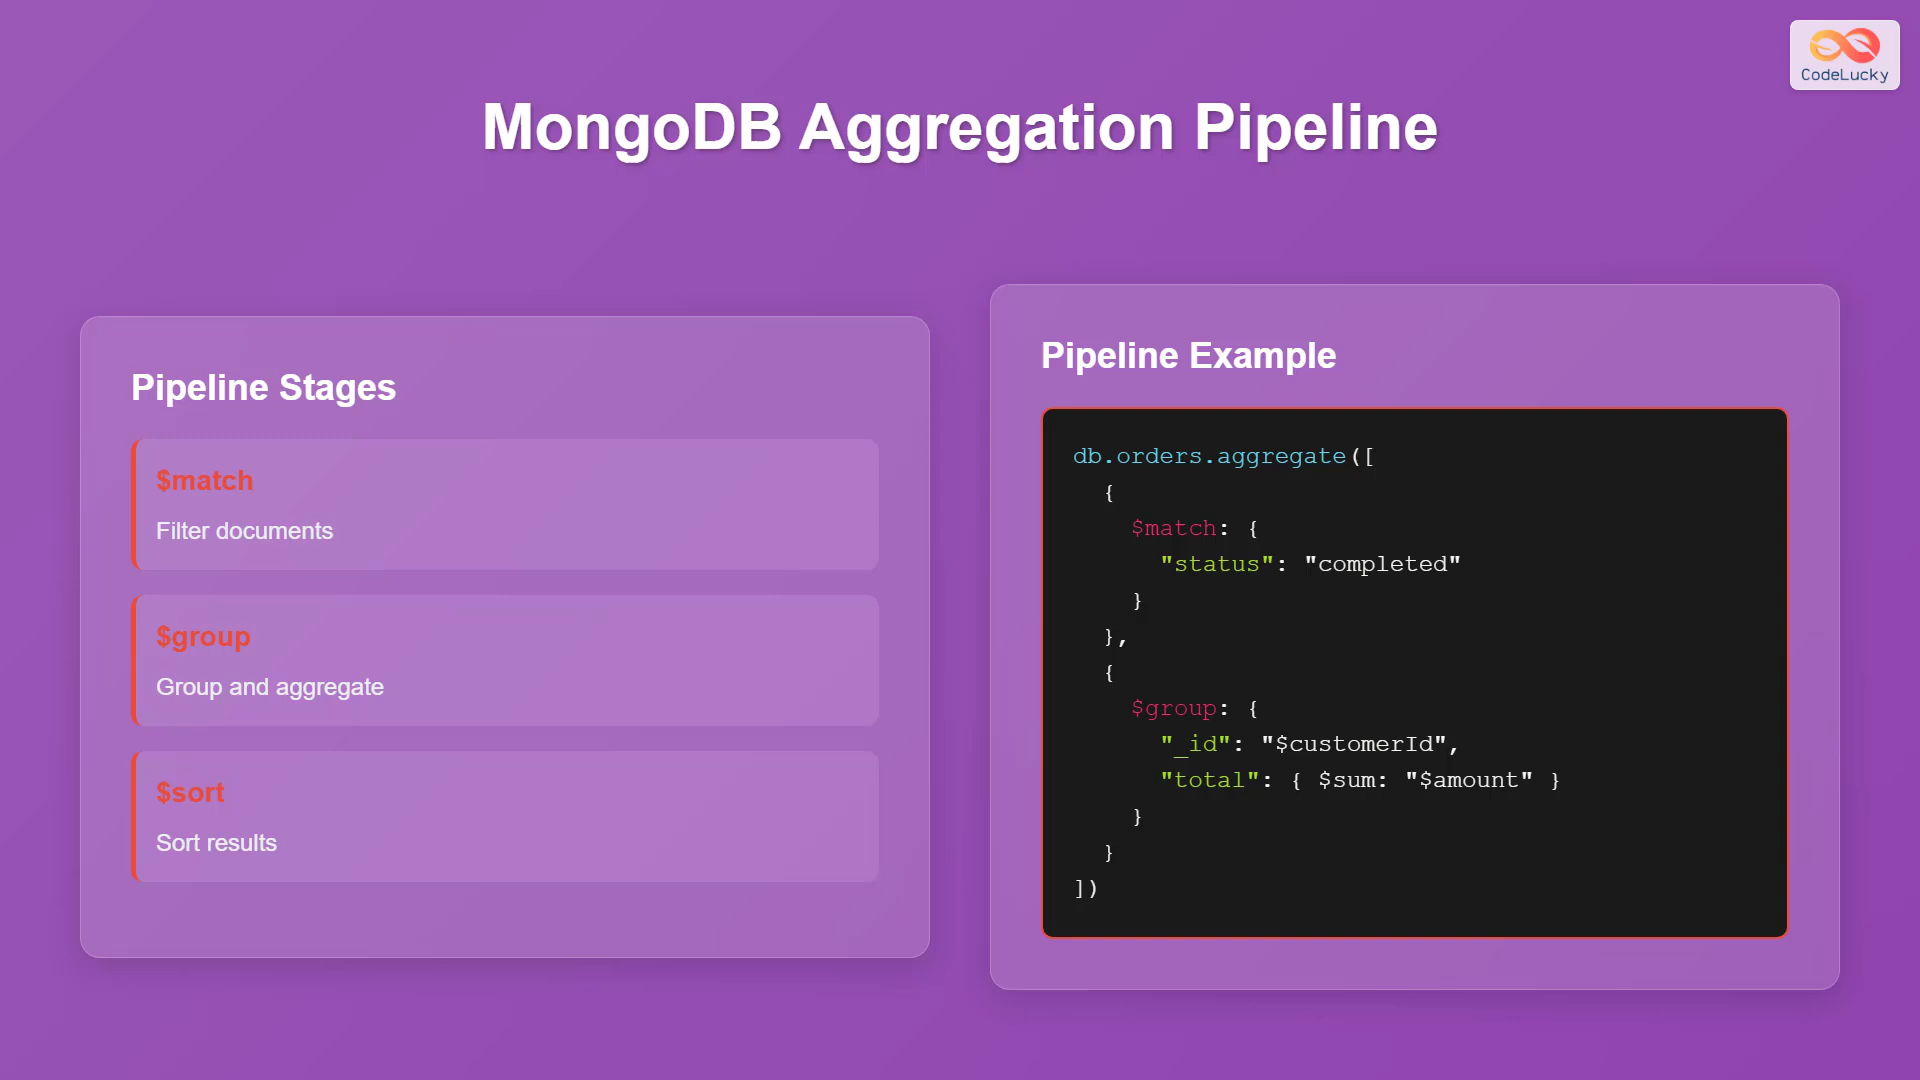 CodeLucky
MongoDB Aggregation Pipeline
Pipeline Stages
$match
Filter documents
$group
Group and aggregate
$sort
Sort results
Pipeline Example
db.orders.aggregate([
  {
    $match: {
      "status": "completed"
    }
  },
  {
    $group: {
      "_id": "$customerId",
      "total": { $sum: "$amount" }
    }
  }
])